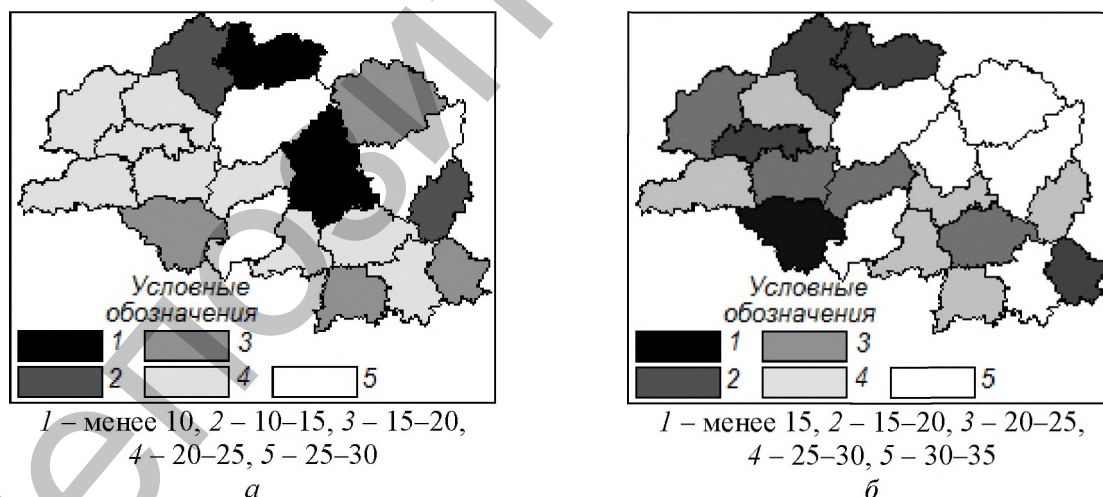 Условные
обозначения
1 3
2 4 5
1 – менее 10, 2 – 10–15, 3 – 15–20,
4 – 20–25, 5 – 25–30
а
Условные
обозначения
1 3
2 4 5
1 – менее 15, 2 – 15–20, 3 – 20–25,
4 – 25–30, 5 – 30–35
б